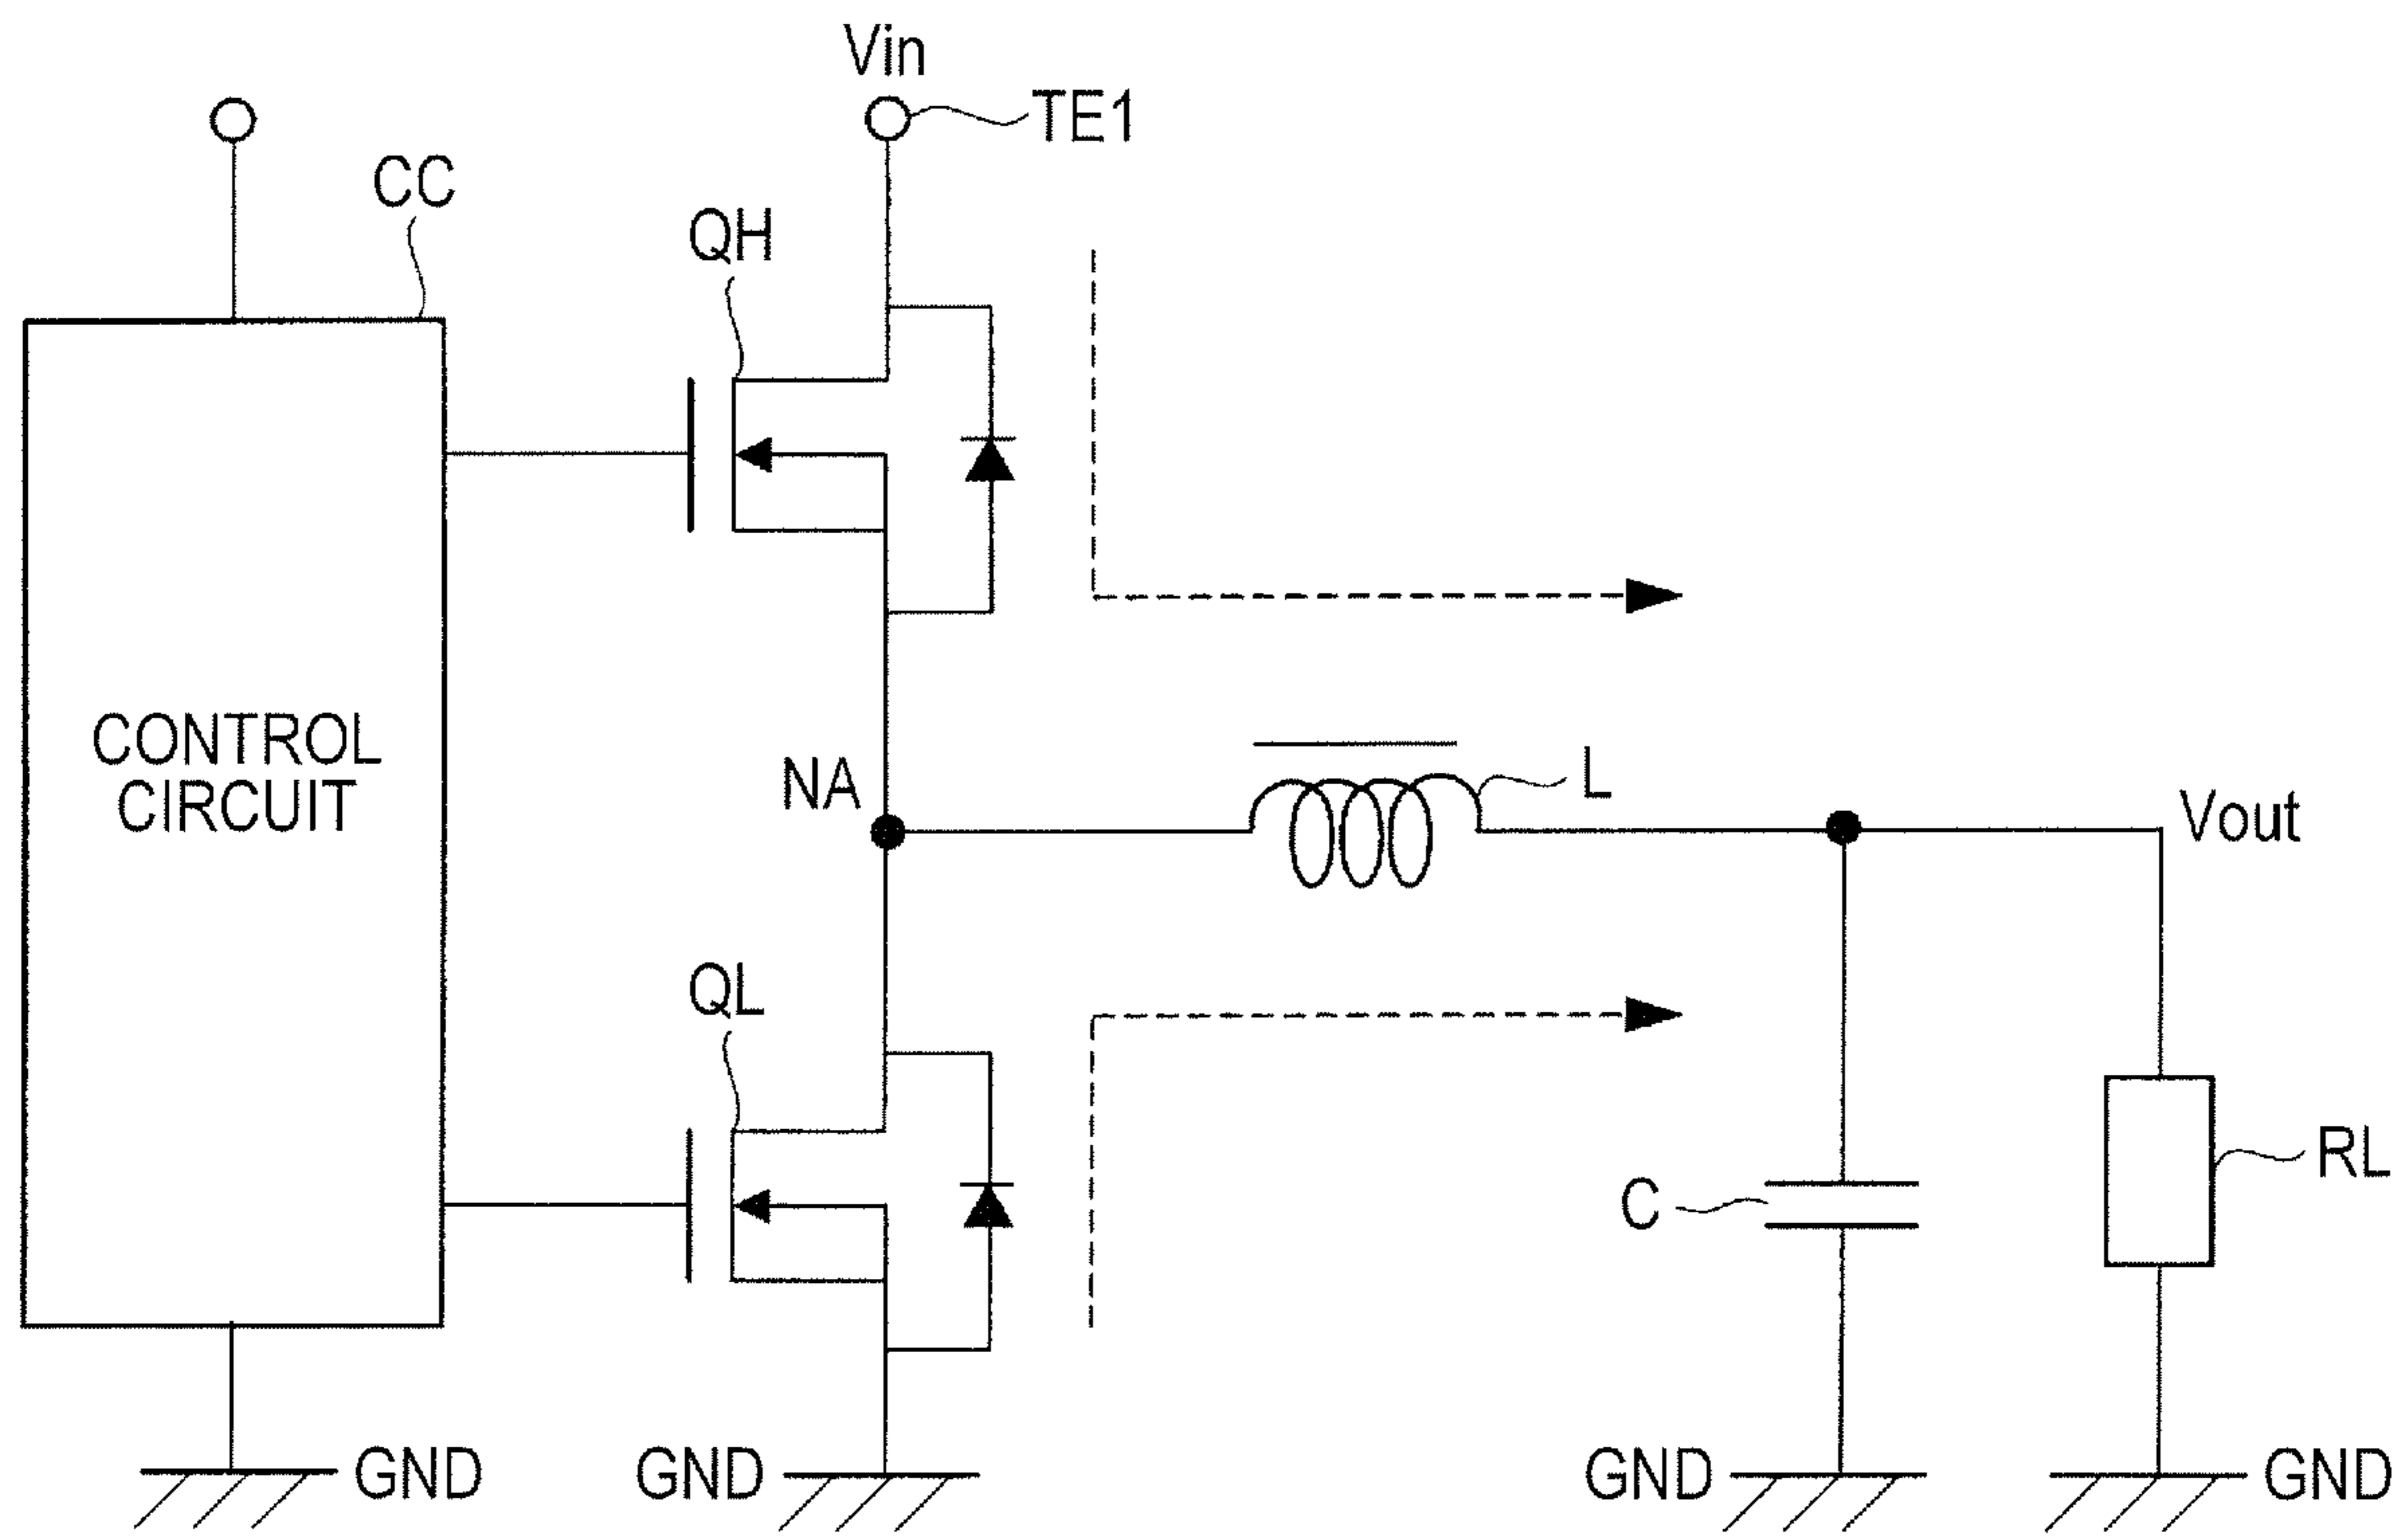 Vin
TE1
CC
QH
CONTROL
CIRCUIT
NA
L
Vout
QL
RL
C
GND
GND
GND
GND